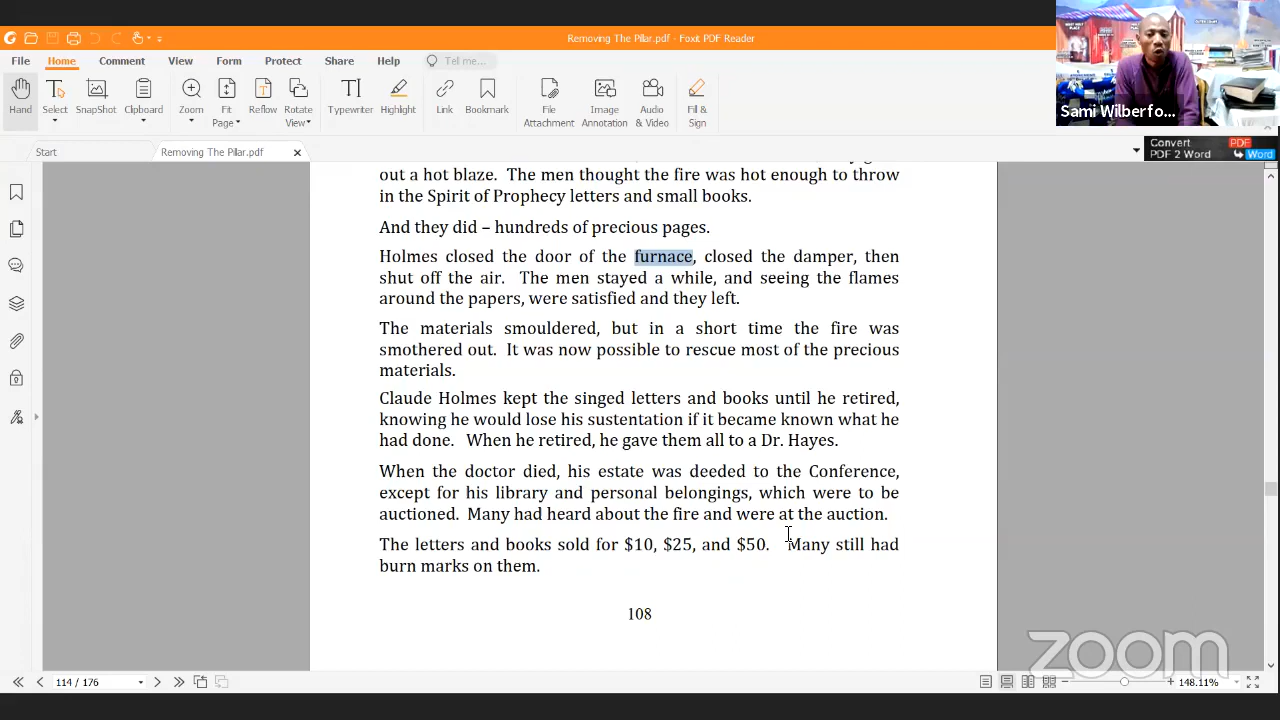 Removing The Pillar.pdf - Foxit PDF Reader
File Home Comment View Form Protect Share Help Tell me...
Hand Select SnapShot Clipboard Zoom Fit Page Reflow Rotate View Typewriter Highlight Link Bookmark File Attachment Image Annotation Audio & Video Fill & Sign
Sami Wilberfo...
Start Removing The Pillar.pdf
Convert PDF
PDF 2 Word Word
out a hot blaze. The men thought the fire was hot enough to throw
in the Spirit of Prophecy letters and small books.
And they did – hundreds of precious pages.
Holmes closed the door of the furnace, closed the damper, then
shut off the air. The men stayed a while, and seeing the flames
around the papers, were satisfied and they left.
The materials smouldered, but in a short time the fire was
smothered out. It was now possible to rescue most of the precious
materials.
Claude Holmes kept the singed letters and books until he retired,
knowing he would lose his sustentation if it became known what he
had done. When he retired, he gave them all to a Dr. Hayes.
When the doctor died, his estate was deeded to the Conference,
except for his library and personal belongings, which were to be
auctioned. Many had heard about the fire and were at the auction.
The letters and books sold for $10, $25, and $50. Many still had
burn marks on them.
108
zoom
114 / 176 148.11%